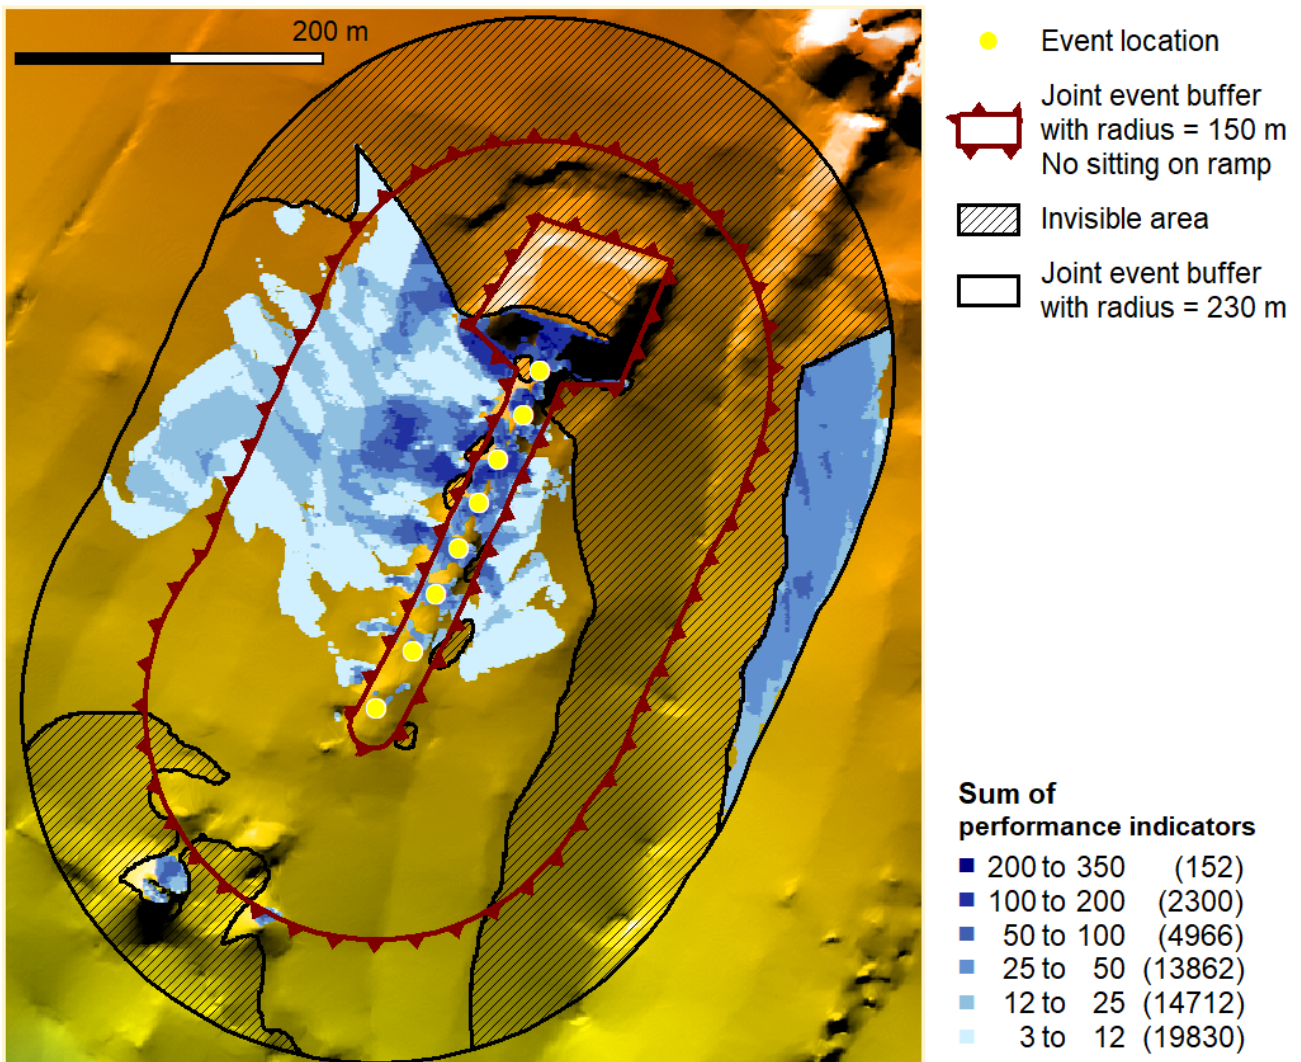 200 m
Event location
Joint event buffer
with radius = 150 m
No sitting on ramp
Invisible area
Joint event buffer
with radius = 230 m
Sum of
performance indicators
200 to 350 (152)
100 to 200 (2300)
50 to 100 (4966)
25 to 50 (13862)
12 to 25 (14712)
3 to 12 (19830)